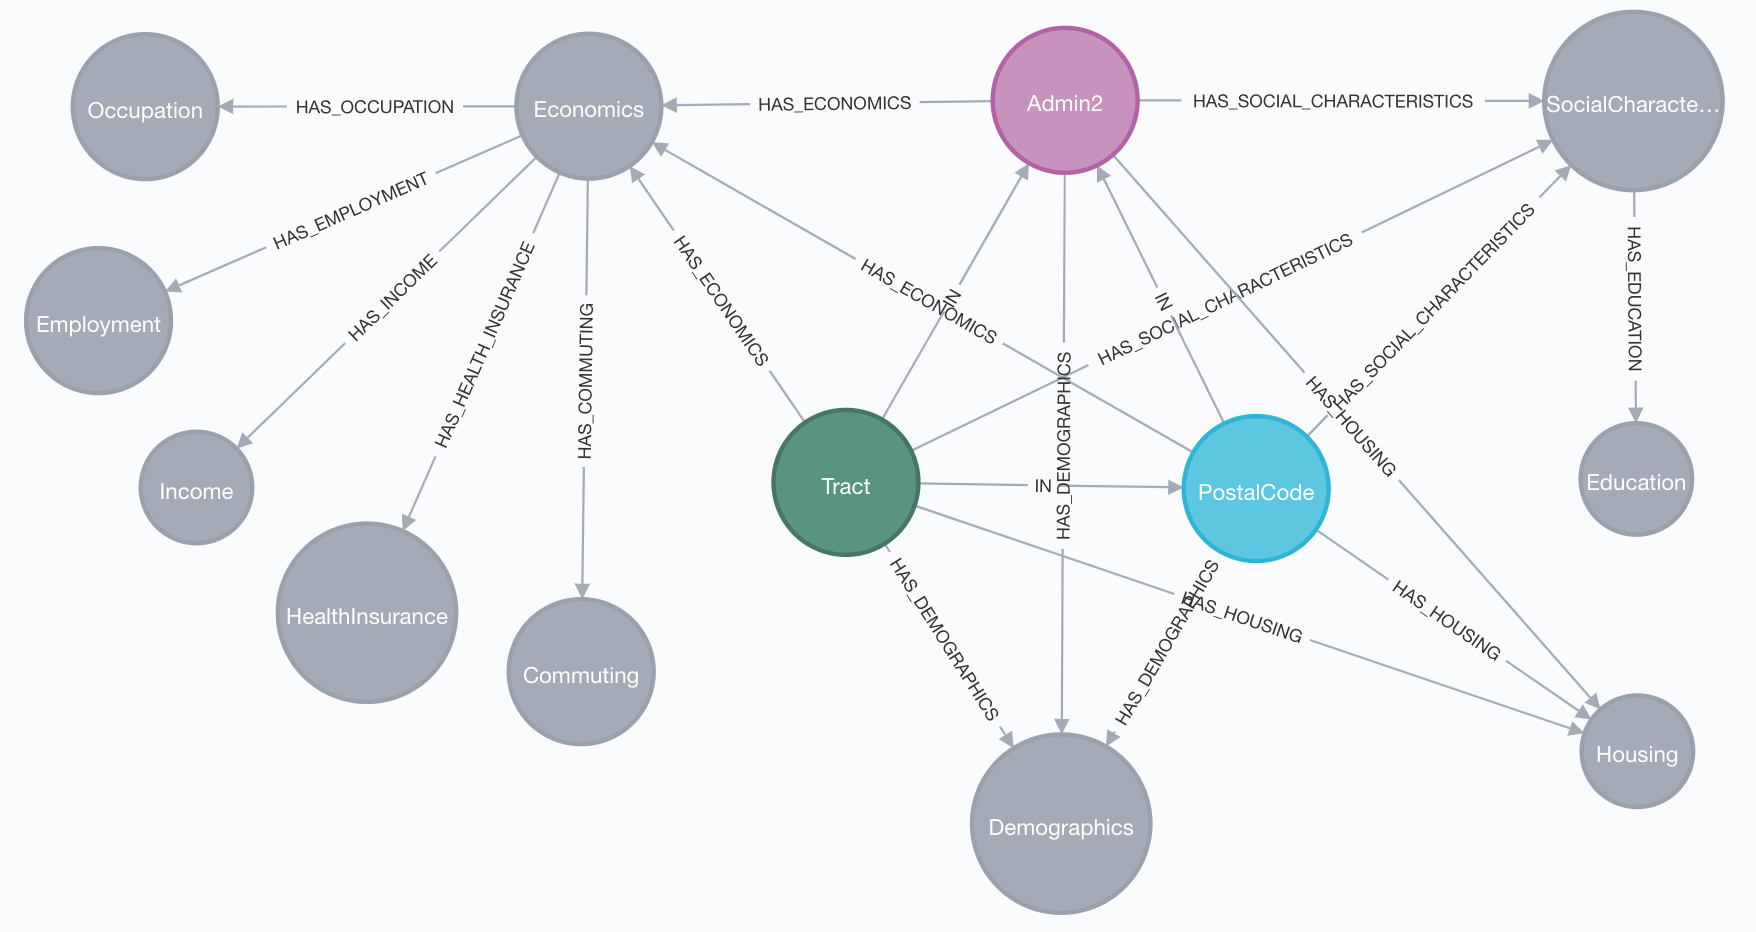 Occupation
HAS_OCCUPATION
Economics
HAS_ECONOMICS
Admin2
HAS_SOCIAL_CHARACTERISTICS
SocialCharacte...
HAS_EMPLOYMENT
Employment
HAS_INCOME
Income
HAS_HEALTH_INSURANCE
HealthInsurance
HAS_COMMUTING
Commuting
HAS_ECONOMICS
IN
HAS_ECONOMICS
IN
HAS_SOCIAL_CHARACTERISTICS
HAS_SOCIAL_CHARACTERISTICS
HAS_EDUCATION
Education
HAS_DEMOGRAPHICS
HAS_HOUSING
Tract
IN
PostalCode
HAS_DEMOGRAPHICS
HAS_DEMOGRAPHICS
HAS_HOUSING
HAS_HOUSING
Demographics
Housing